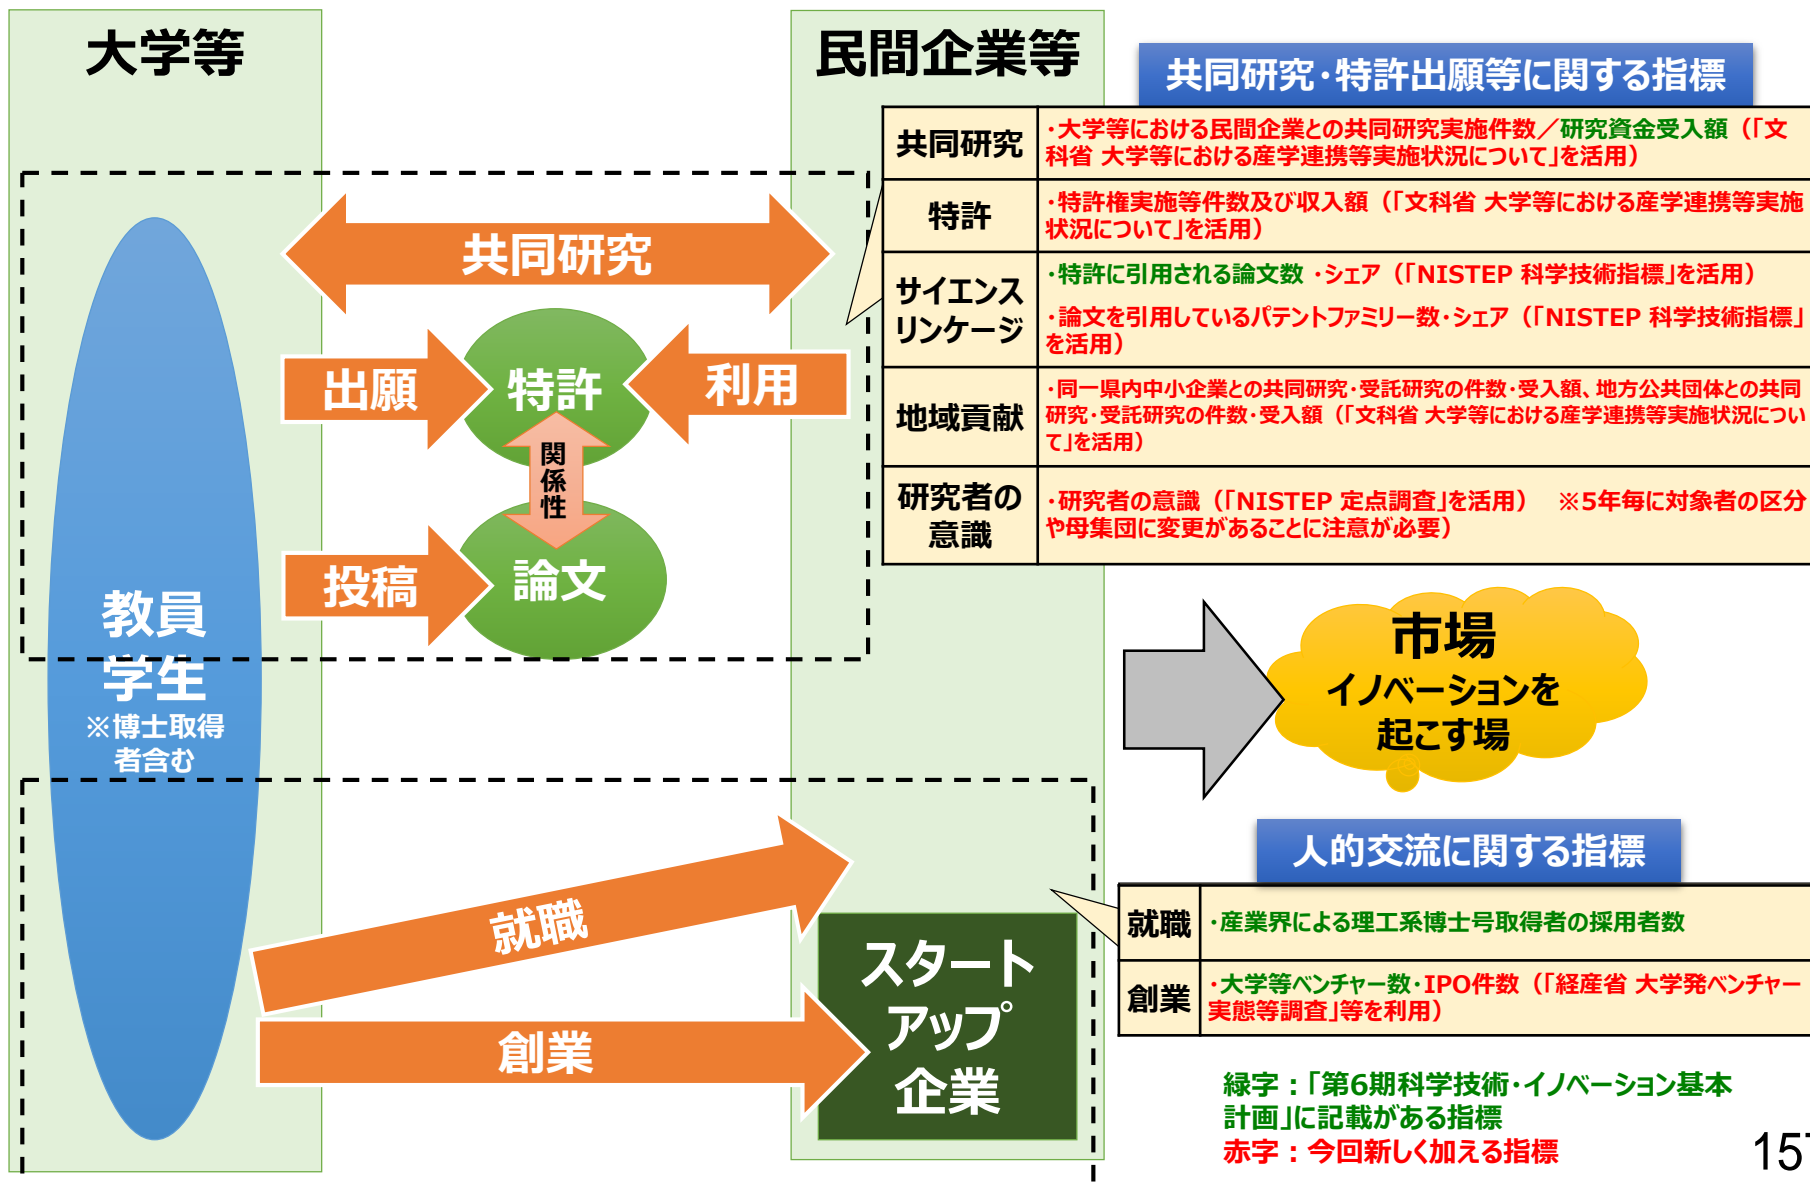 大学等
民間企業等
共同研究・特許出願等に関する指標
共同研究
・大学等における民間企業との共同研究実施件数／研究資金受入額（「文
科省 大学等における産学連携等実施状況について」を活用）
特許
・特許権実施等件数及び収入額（「文科省 大学等における産学連携等実施
状況について」を活用）
サイエンス
リンケージ
・特許に引用される論文数 ・シェア（「NISTEP 科学技術指標」を活用）
・論文を引用しているパテントファミリー数・シェア（「NISTEP 科学技術指標」
を活用）
地域貢献
・同一県内中小企業との共同研究・受託研究の件数・受入額、地方公共団体との共同
研究・受託研究の件数・受入額（「文科省 大学等における産学連携等実施状況につい
て」を活用）
研究者の
意識
・研究者の意識（「NISTEP 定点調査」を活用） ※5年毎に対象者の区分
や母集団に変更があることに注意が必要）
共同研究
出願
特許
利用
関
係
性
投稿
論文
教員
学生
※博士取得
者含む
市場
イノベーションを
起こす場
人的交流に関する指標
就職
・産業界による理工系博士号取得者の採用者数
創業
・大学等ベンチャー数・IPO件数（「経産省 大学発ベンチャー
実態等調査」等を利用）
就職
創業
スタート
アップ
企業
緑字：「第6期科学技術・イノベーション基本
計画」に記載がある指標
赤字：今回新しく加える指標
157